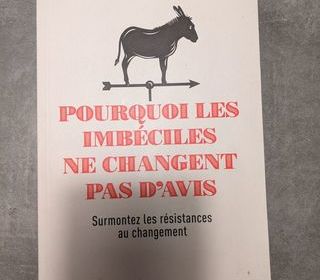 POURQUOI LES
IMBÉCILES
NE CHANGENT
PAS D'AVIS
Surmontez les résistances
au changement